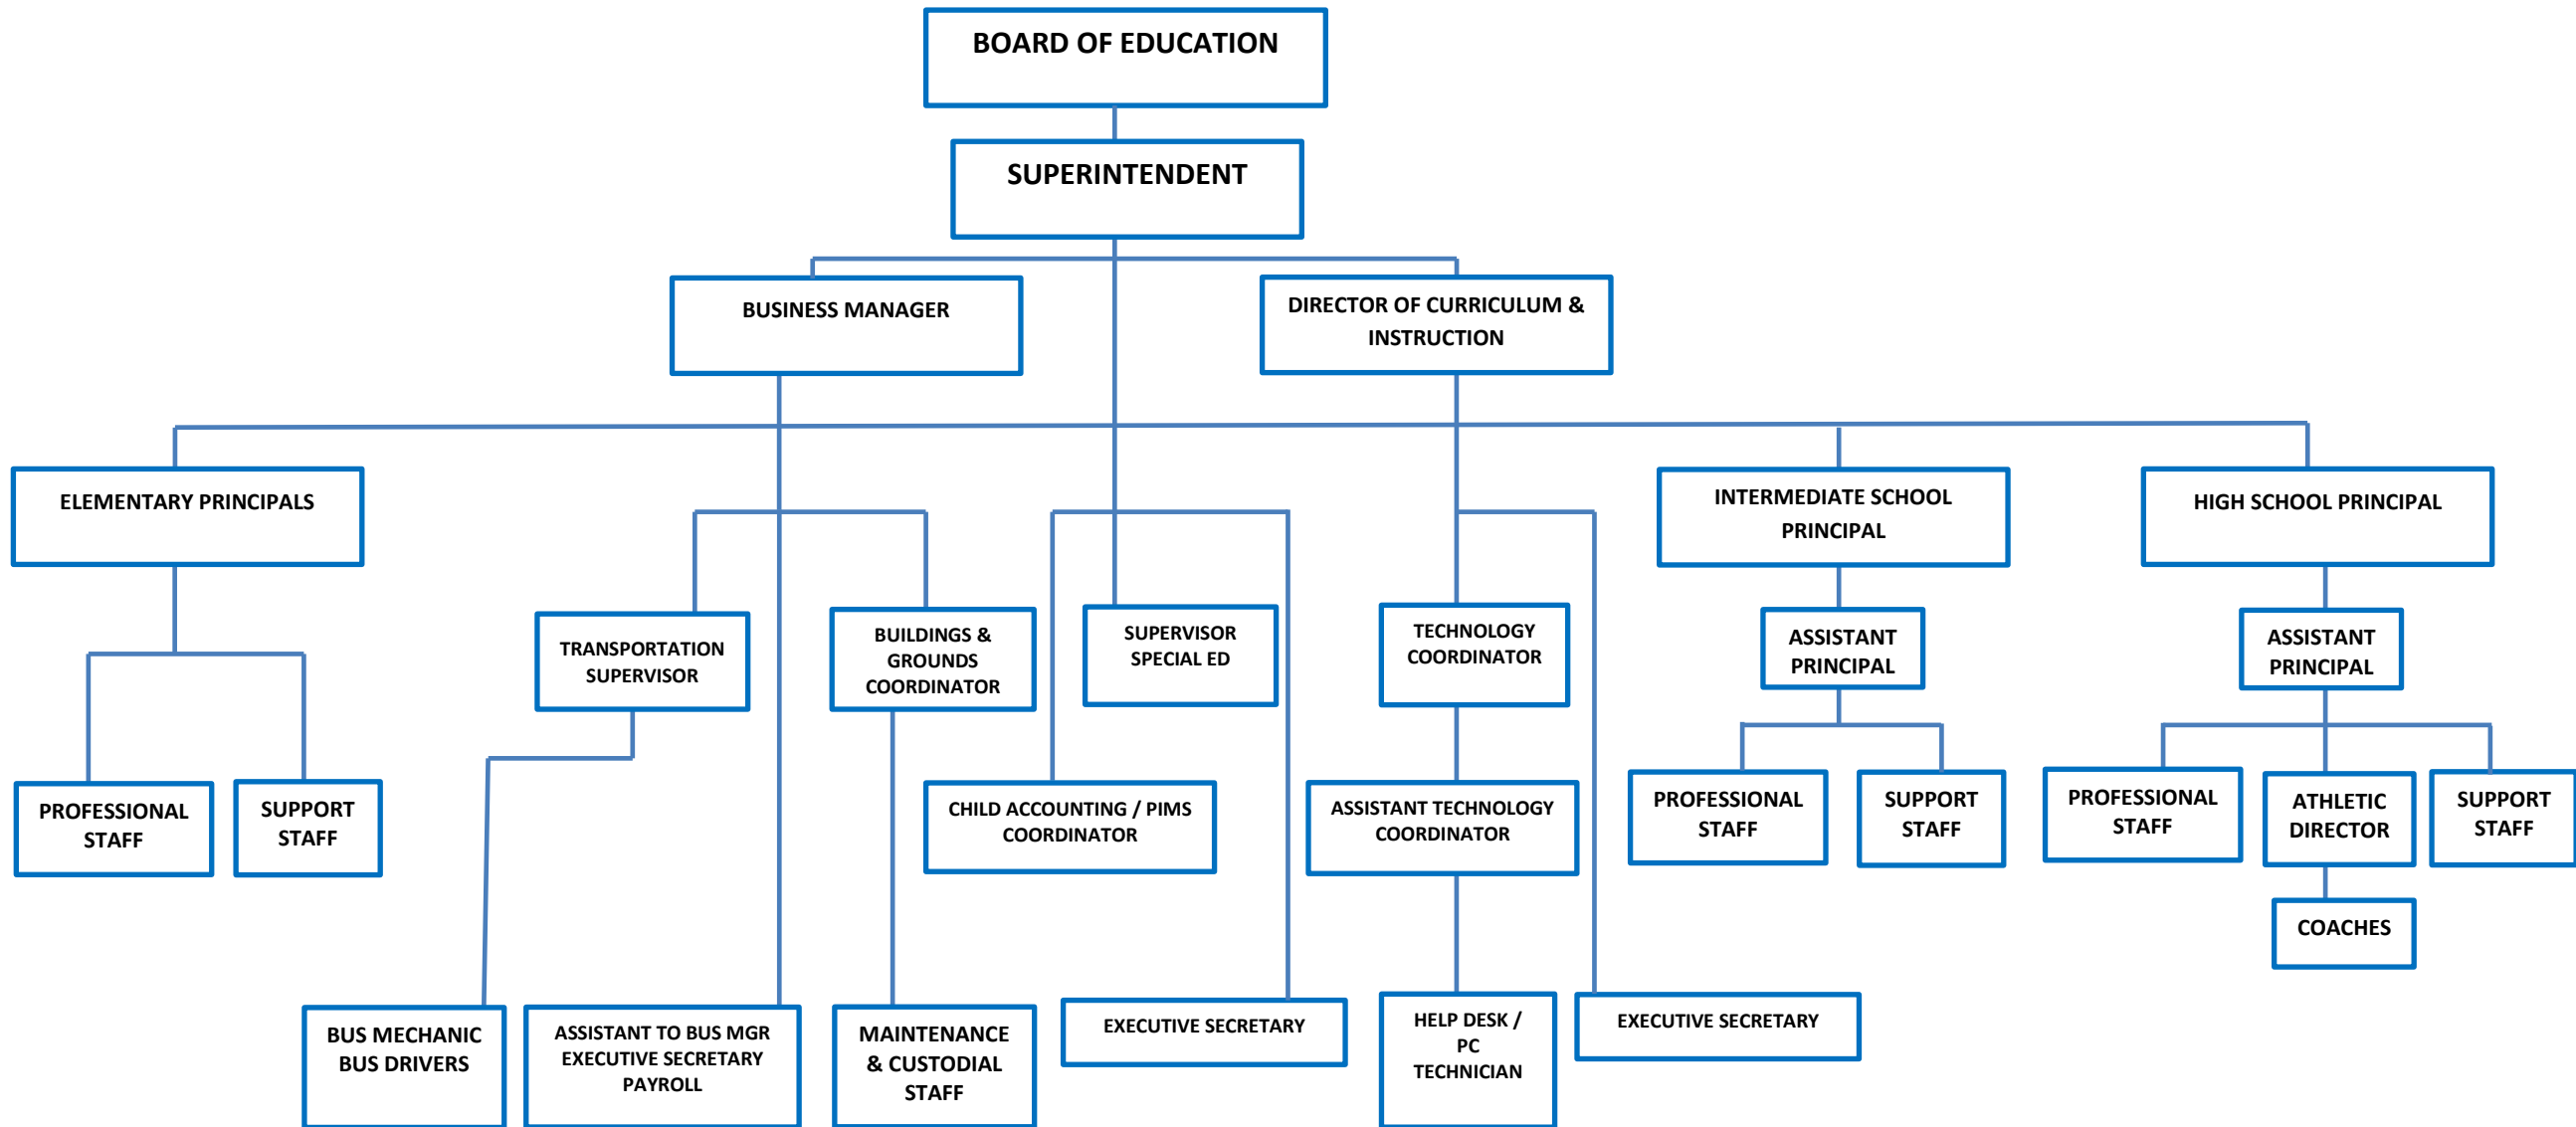 BOARD OF EDUCATION
SUPERINTENDENT
BUSINESS MANAGER
DIRECTOR OF CURRICULUM &
INSTRUCTION
ELEMENTARY PRINCIPALS
INTERMEDIATE SCHOOL
PRINCIPAL
HIGH SCHOOL PRINCIPAL
TRANSPORTATION
SUPERVISOR
BUILDINGS &
GROUNDS
COORDINATOR
SUPERVISOR
SPECIAL ED
TECHNOLOGY
COORDINATOR
ASSISTANT
PRINCIPAL
ASSISTANT
PRINCIPAL
PROFESSIONAL
STAFF
SUPPORT
STAFF
CHILD ACCOUNTING / PIMS
COORDINATOR
ASSISTANT TECHNOLOGY
COORDINATOR
PROFESSIONAL
STAFF
SUPPORT
STAFF
PROFESSIONAL
STAFF
ATHLETIC
DIRECTOR
SUPPORT
STAFF
COACHES
BUS MECHANIC
BUS DRIVERS
ASSISTANT TO BUS MGR
EXECUTIVE SECRETARY
PAYROLL
MAINTENANCE
& CUSTODIAL
STAFF
EXECUTIVE SECRETARY
HELP DESK /
PC
TECHNICIAN
EXECUTIVE SECRETARY